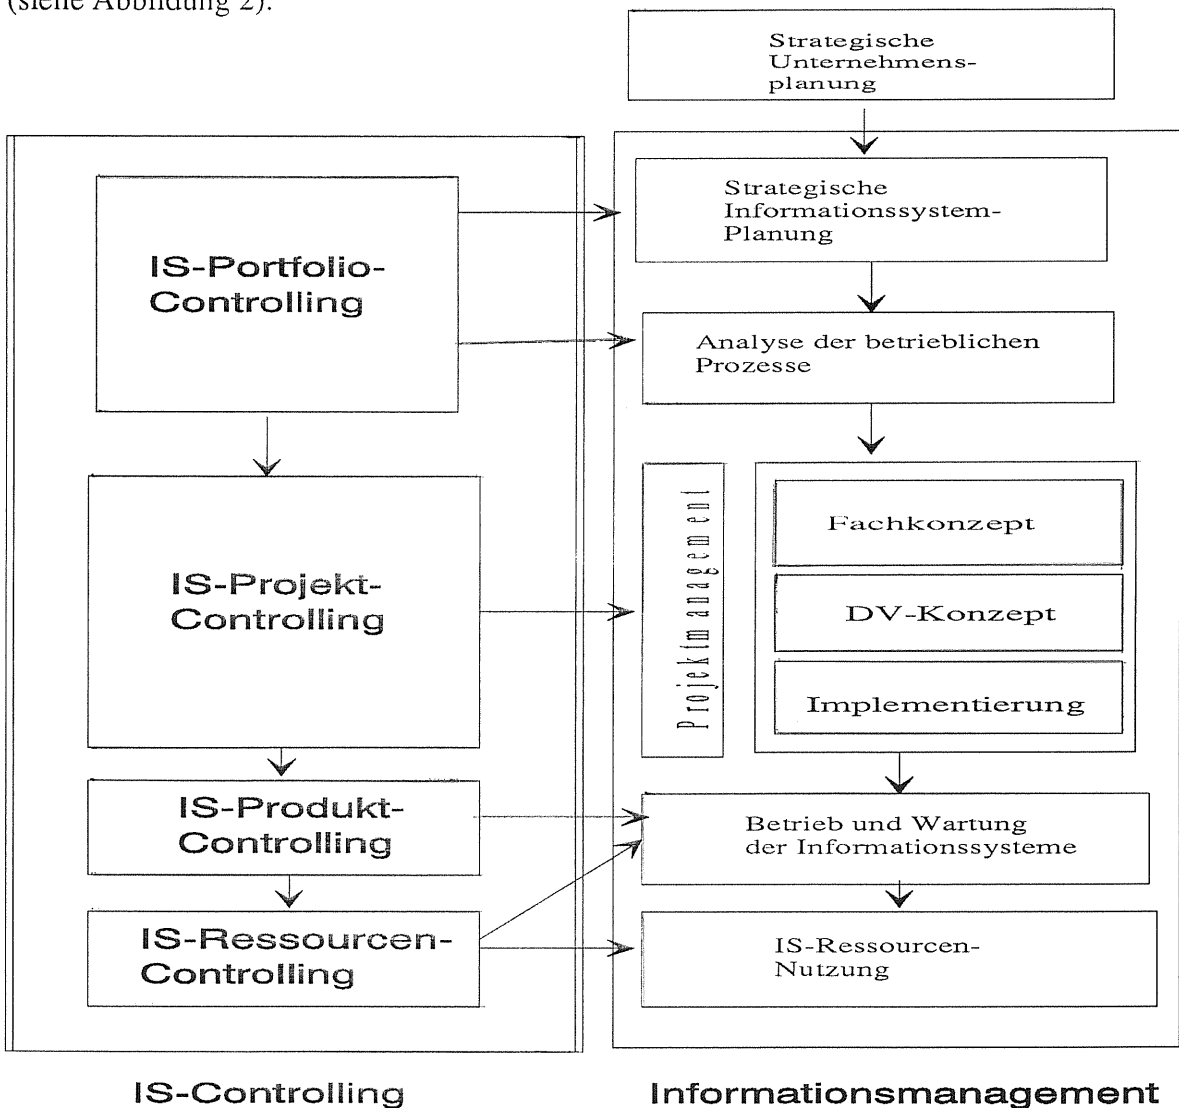 (siehe Abbildung 2).
Strategische
Unternehmens-
planung
IS-Portfolio-
Controlling
Strategische
Informationssystem-
Planung
Analyse der betrieblichen
Prozesse
IS-Projekt-
Controlling
Projektmanagement
Fachkonzept
DV-Konzept
Implementierung
IS-Produkt-
Controlling
Betrieb und Wartung
der Informationssysteme
IS-Ressourcen-
Controlling
IS-Ressourcen-
Nutzung
IS-Controlling
Informationsmanagement